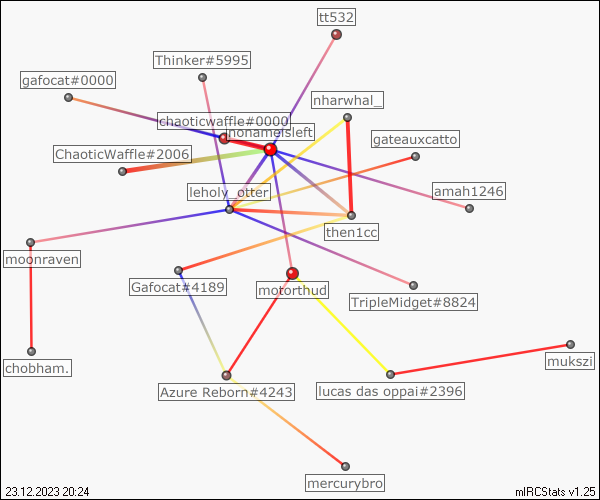 tt532
Thinker#5995
gafocat#0000
nharwhal_
chaoticwaffle#0000
nonameisleft
gateauxcatto
ChaoticWaffle#2006
leholy_otter
amah1246
then1cc
moonraven
Gafocat#4189
motorthud
TripleMidget#8824
chobham.
mukszi
Azure Reborn#4243
lucas das oppai#2396
mercurybro
23.12.2023 20:24
mIRCStats v1.25